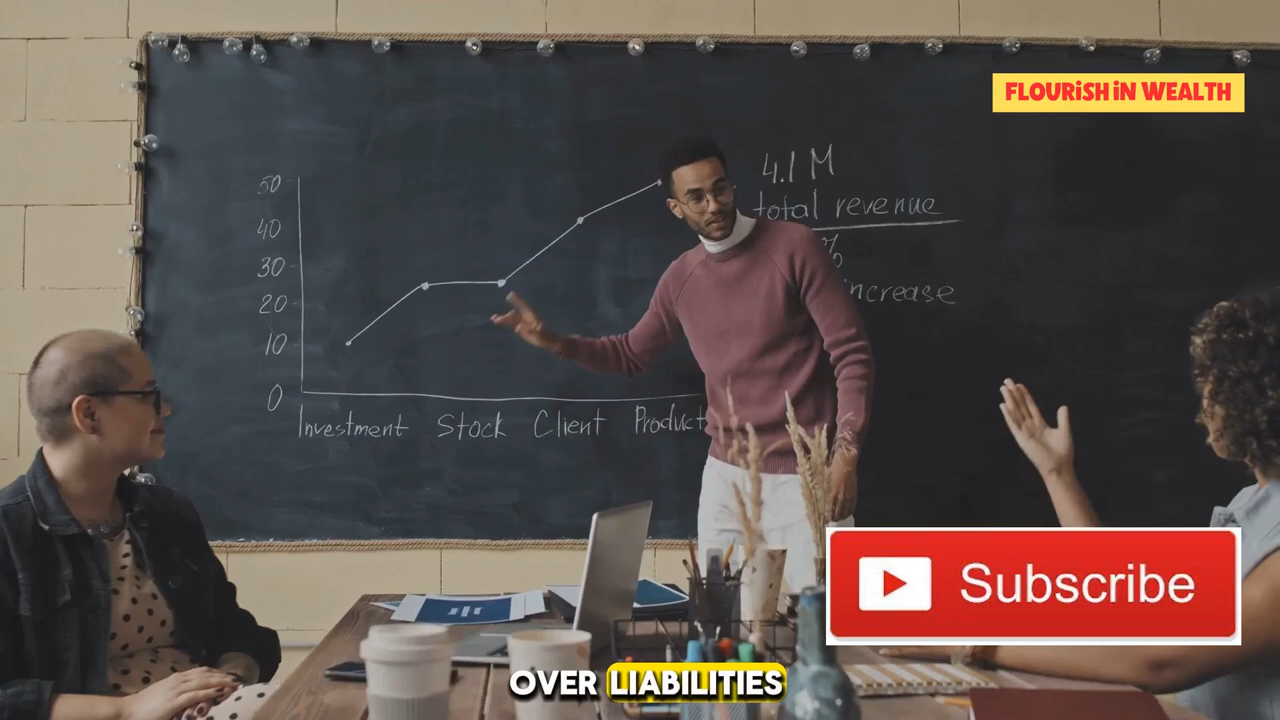 FLOURiSH iN WEALTH
4.1 M
total revenue
%
increase
50
40
30
20
10
0
Investment Stock Client Product
Subscribe
OVER LIABILITIES